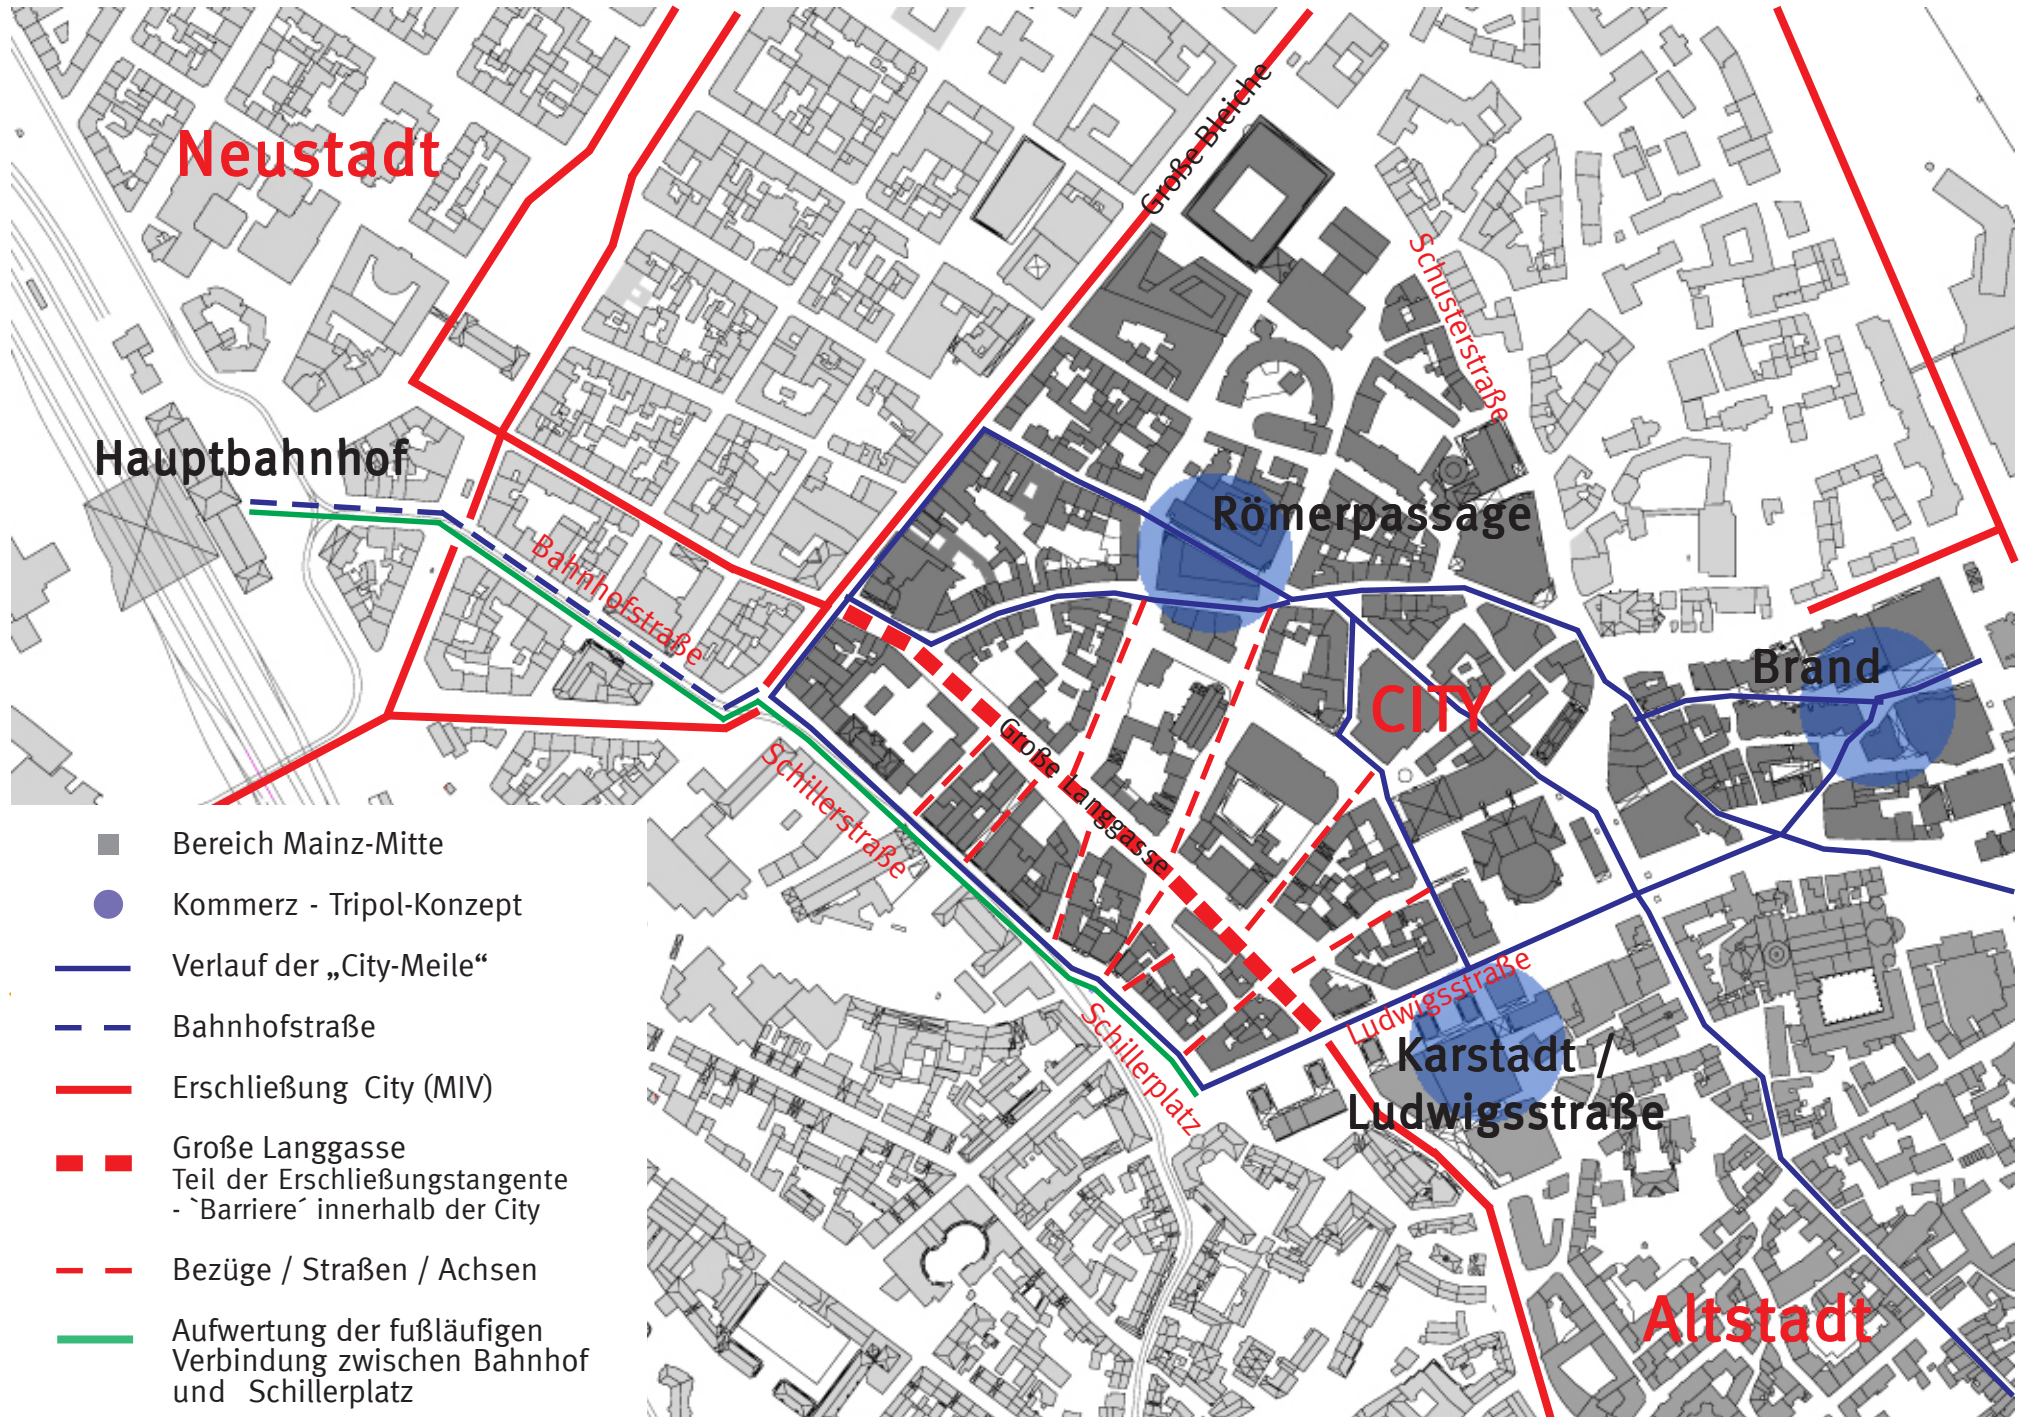 Neustadt
Große Bleiche
Schusterstraße
Hauptbahnhof
Römerpassage
Bahnhofstraße
Brand
CITY
Große Langgasse
Schillerstraße
Ludwigsstraße
Schillerplatz
Karstadt /
Ludwigsstraße
Altstadt
Bereich Mainz-Mitte
Kommerz - Tripol-Konzept
Verlauf der „City-Meile“
Bahnhofstraße
Erschließung City (MIV)
Große Langgasse
Teil der Erschließungstangente
- `Barriere´ innerhalb der City
Bezüge / Straßen / Achsen
Aufwertung der fußläufigen
Verbindung zwischen Bahnhof
und Schillerplatz